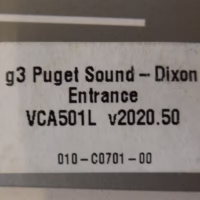 g3 Puget Sound – Dixon
Entrance
VCA501L v2020.50
010-C0701-00